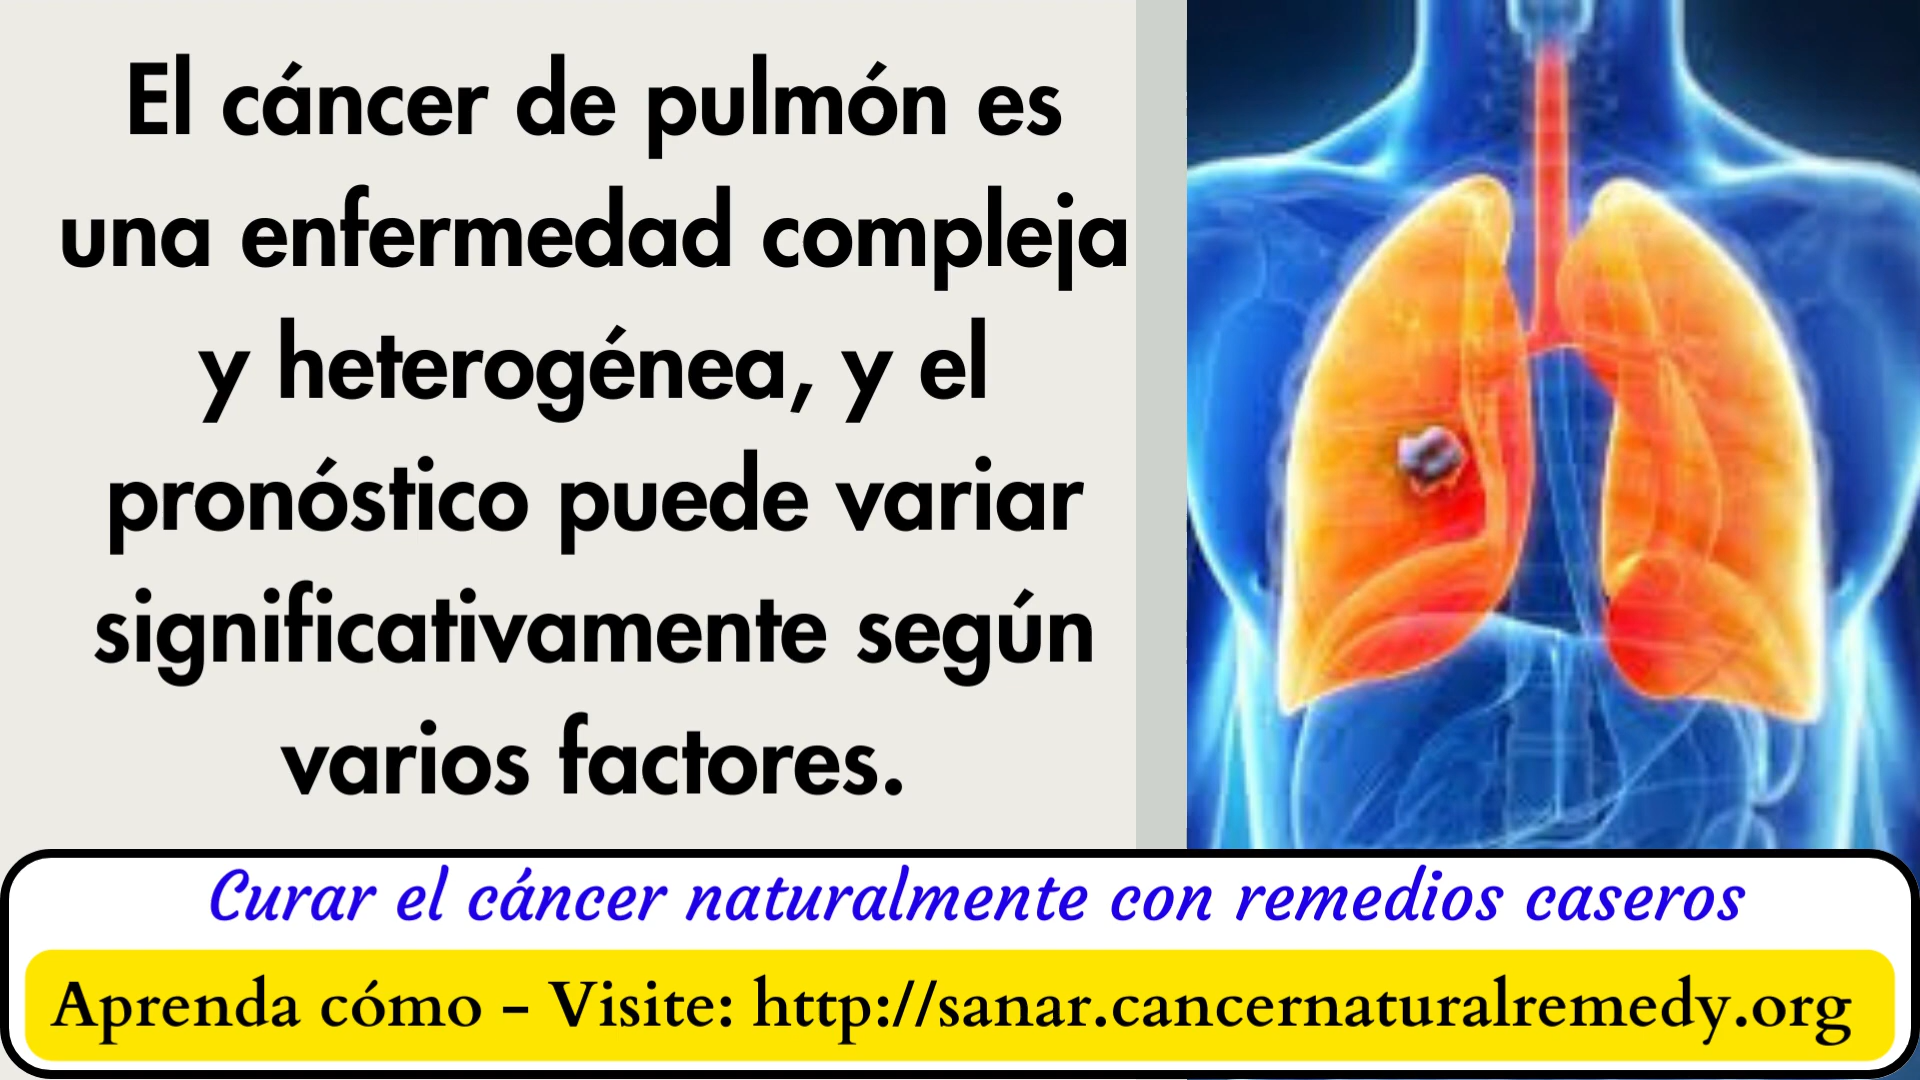 El cáncer de pulmón es
una enfermedad compleja
y heterogénea, y el
pronóstico puede variar
significativamente según
varios factores.
Curar el cáncer naturalmente con remedios caseros
Aprenda cómo - Visite: http://sanar.cancernaturalremedy.org